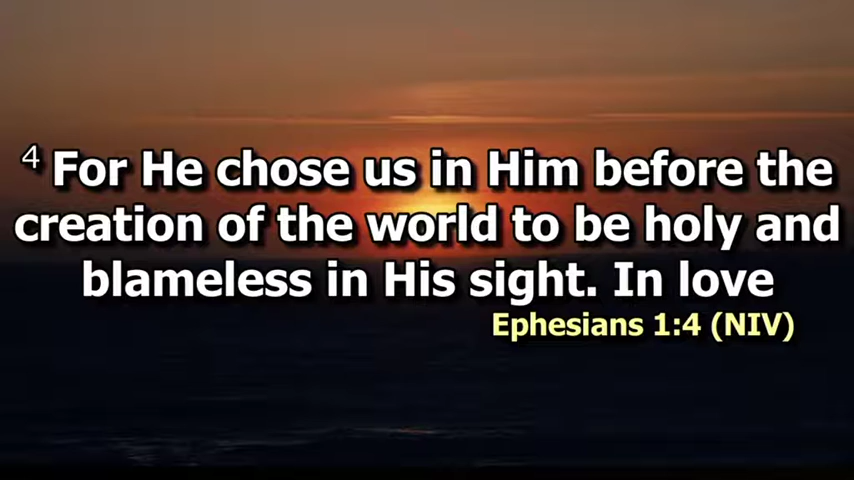 4 For He chose us in Him before the
creation of the world to be holy and
blameless in His sight. In love
Ephesians 1:4 (NIV)